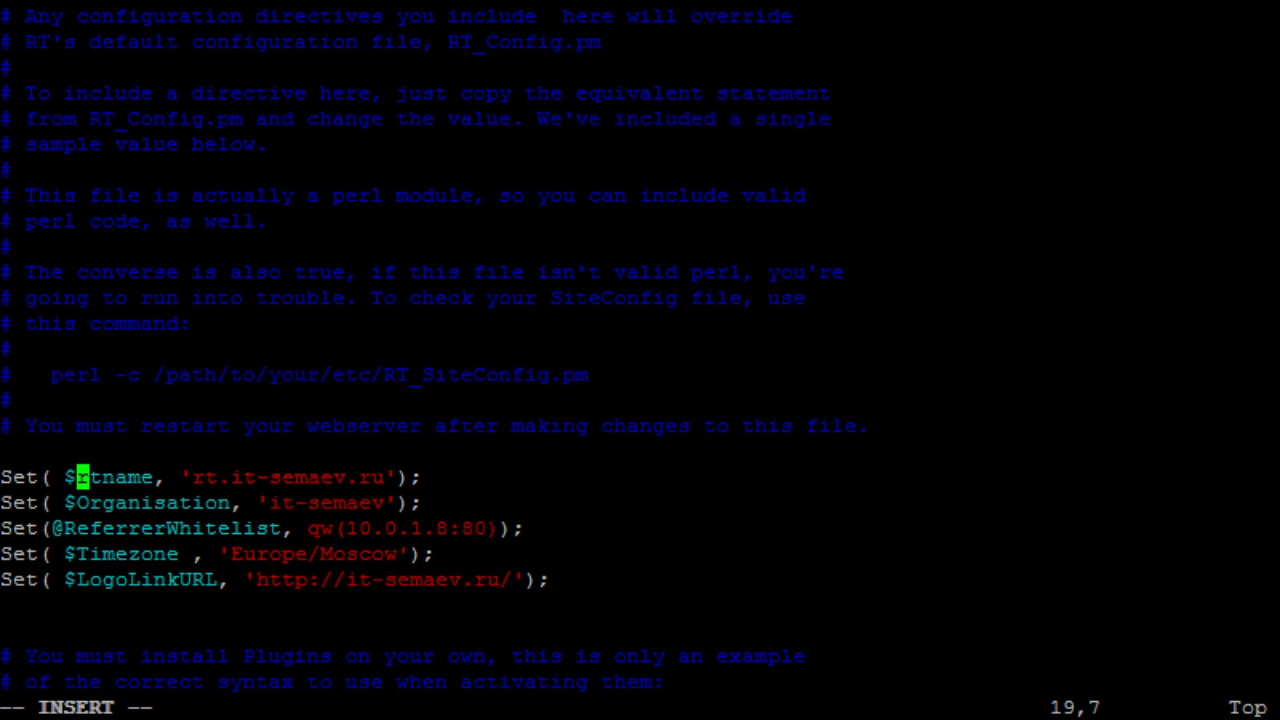 # Any configuration directives you include  here will override
# RT's default configuration file, RT_Config.pm
#
# To include a directive here, just copy the equivalent statement
# from RT_Config.pm and change the value. We've included a single
# sample value below.
#
# This file is actually a perl module, so you can include valid
# perl code, as well.
#
# The converse is also true, if this file isn't valid perl, you're
# going to run into trouble. To check your SiteConfig file, use
# this command:
#
#   perl -c /path/to/your/etc/RT_SiteConfig.pm
#
# You must restart your webserver after making changes to this file.
Set( $rtname, 'rt.it-semaev.ru');
Set( $Organisation, 'it-semaev');
Set(@ReferrerWhitelist, qw(10.0.1.8:80));
Set( $Timezone , 'Europe/Moscow');
Set( $LogoLinkURL, 'http://it-semaev.ru/');
# You must install Plugins on your own, this is only an example
# of the correct syntax to use when activating them:
-- INSERT -- 19,7 Top